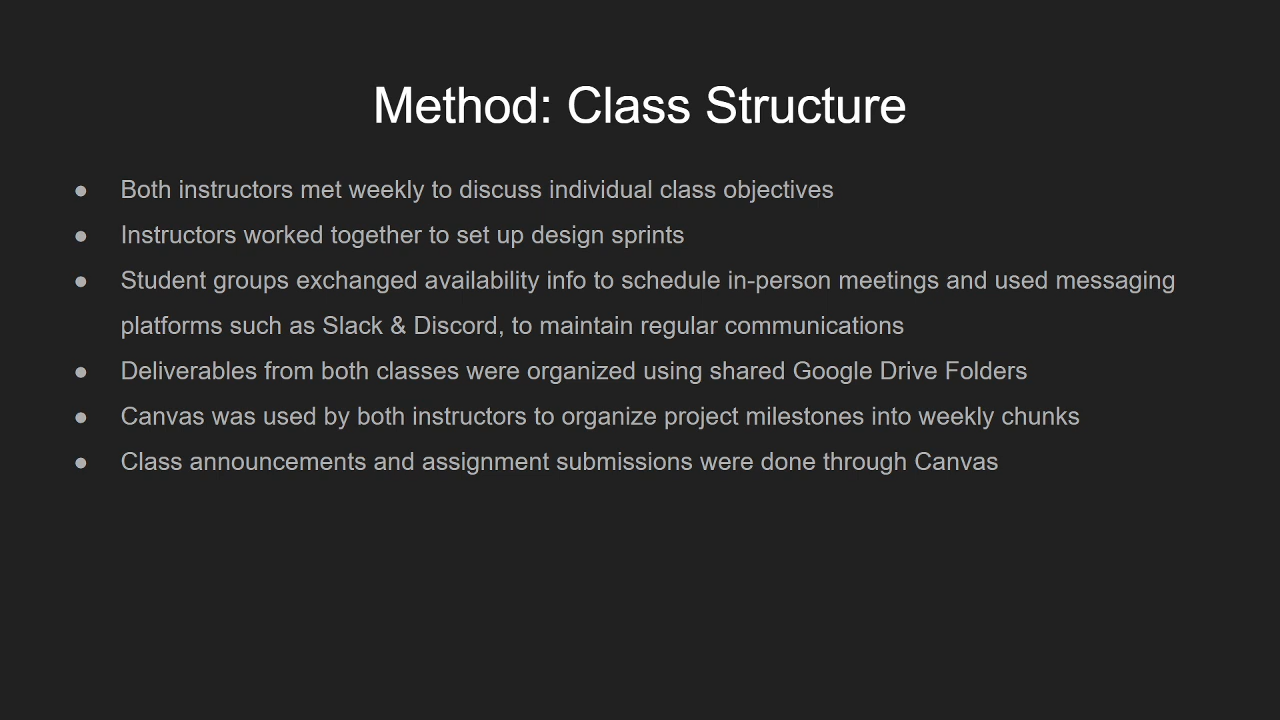 Method: Class Structure
● Both instructors met weekly to discuss individual class objectives
● Instructors worked together to set up design sprints
● Student groups exchanged availability info to schedule in-person meetings and used messaging
platforms such as Slack & Discord, to maintain regular communications
● Deliverables from both classes were organized using shared Google Drive Folders
● Canvas was used by both instructors to organize project milestones into weekly chunks
● Class announcements and assignment submissions were done through Canvas